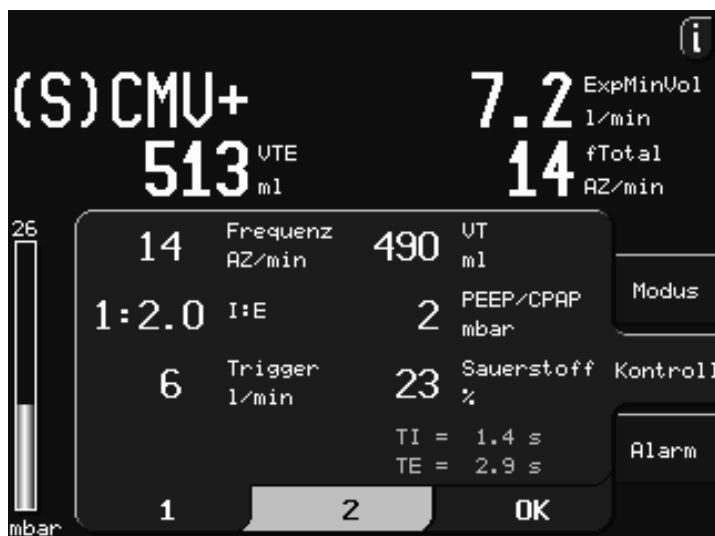 i
(S)CMV+
7.2 ExpMinVol
l/min
513 VTE
ml
14 fTotal
AZ/min
26
14 Frequenz
AZ/min
490 VT
ml
1:2.0 I:E
2 PEEP/CPAP
mbar
6 Trigger
l/min
23 Sauerstoff
%
TI = 1.4 s
TE = 2.9 s
1
2
OK
Modus
Kontroll
Alarm
mbar